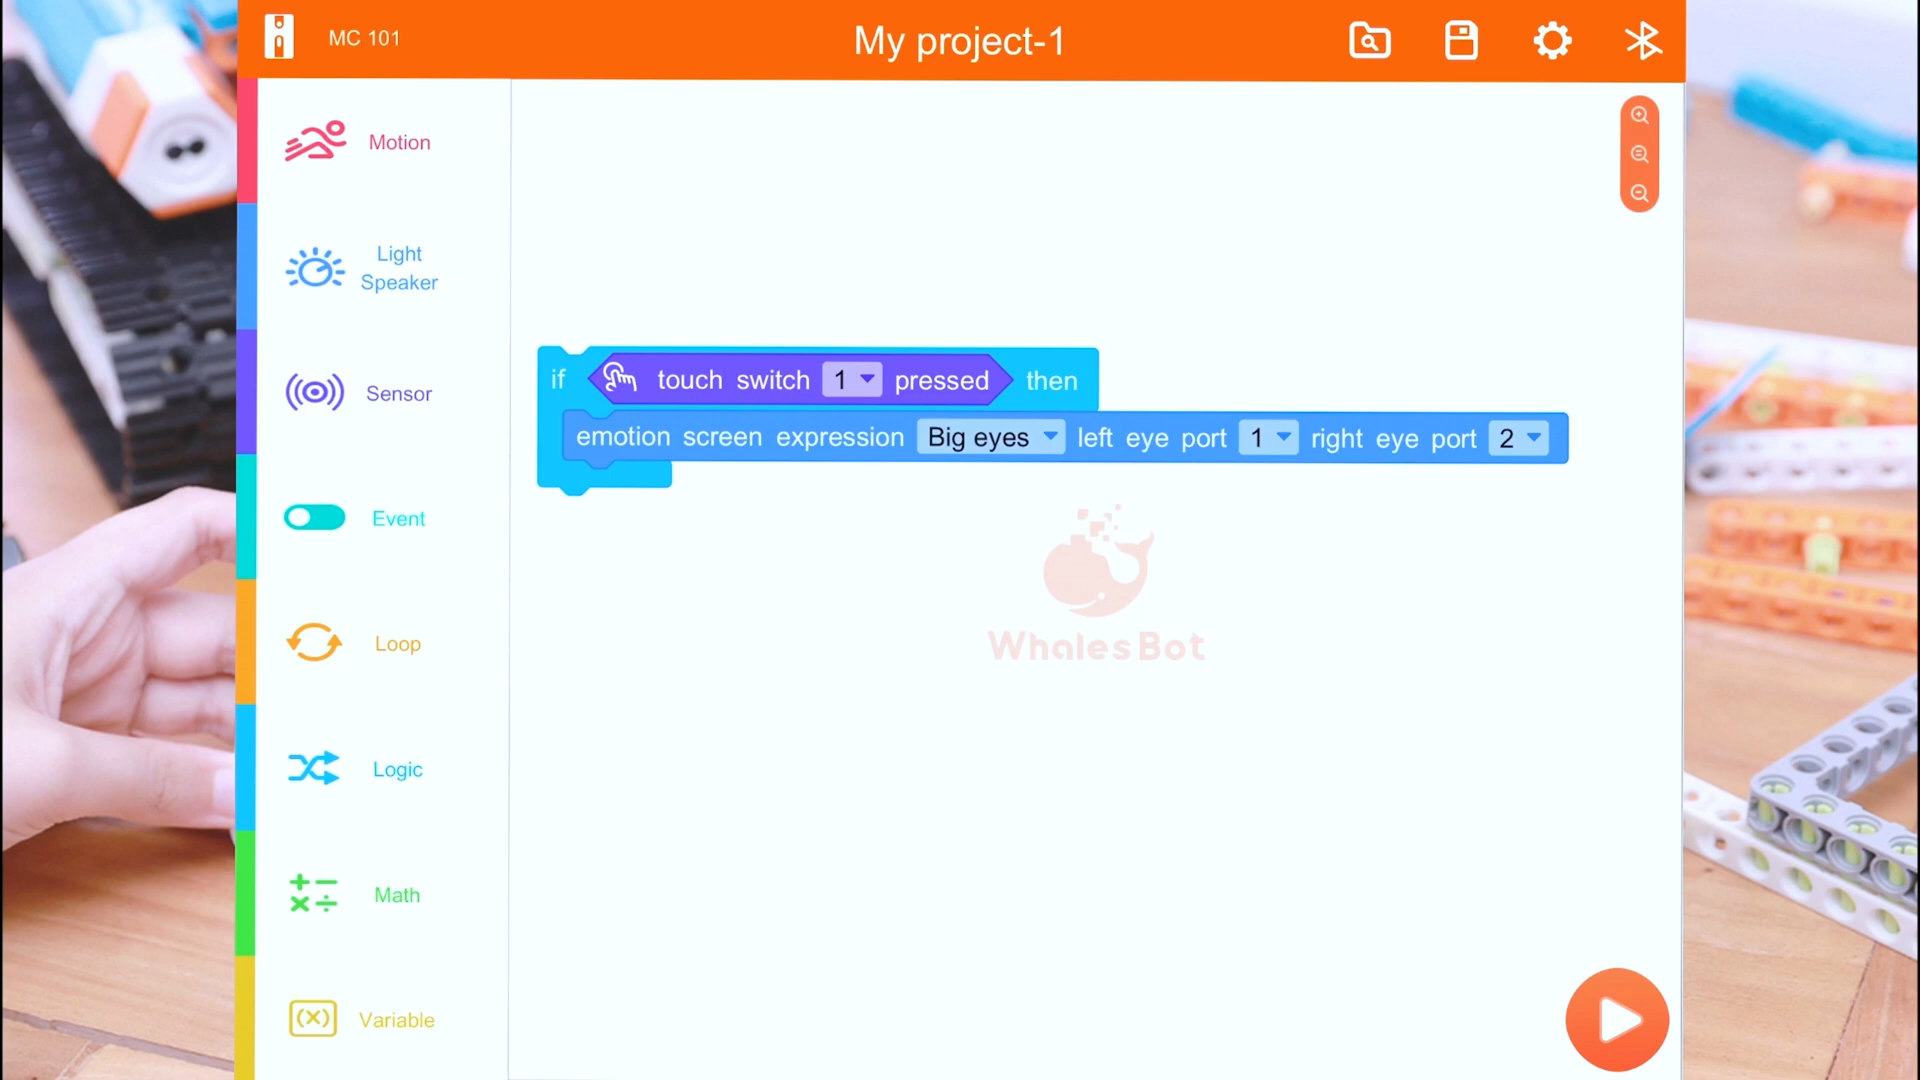 MC 101
My project-1
Motion
Light
Speaker
Sensor
Event
Loop
Logic
Math
Variable
if touch switch 1 pressed then
emotion screen expression Big eyes left eye port 1 right eye port 2
WhalesBot